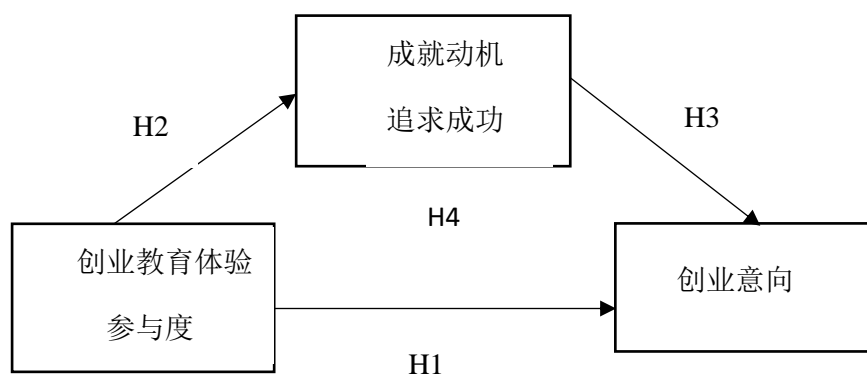 成就动机
追求成功
H2
H3
H4
创业教育体验
参与度
创业意向
H1